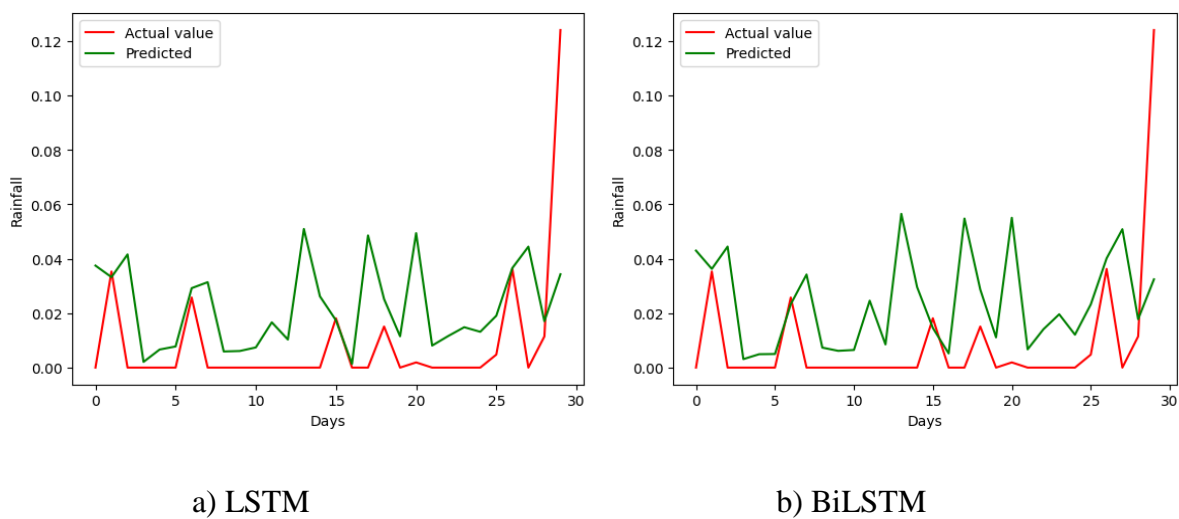 Actual value
Predicted
0.12
0.10
0.08
0.06
0.04
0.02
0.00
Rainfall
0 5 10 15 20 25 30
Days
a) LSTM
Actual value
Predicted
0.12
0.10
0.08
0.06
0.04
0.02
0.00
Rainfall
0 5 10 15 20 25 30
Days
b) BiLSTM